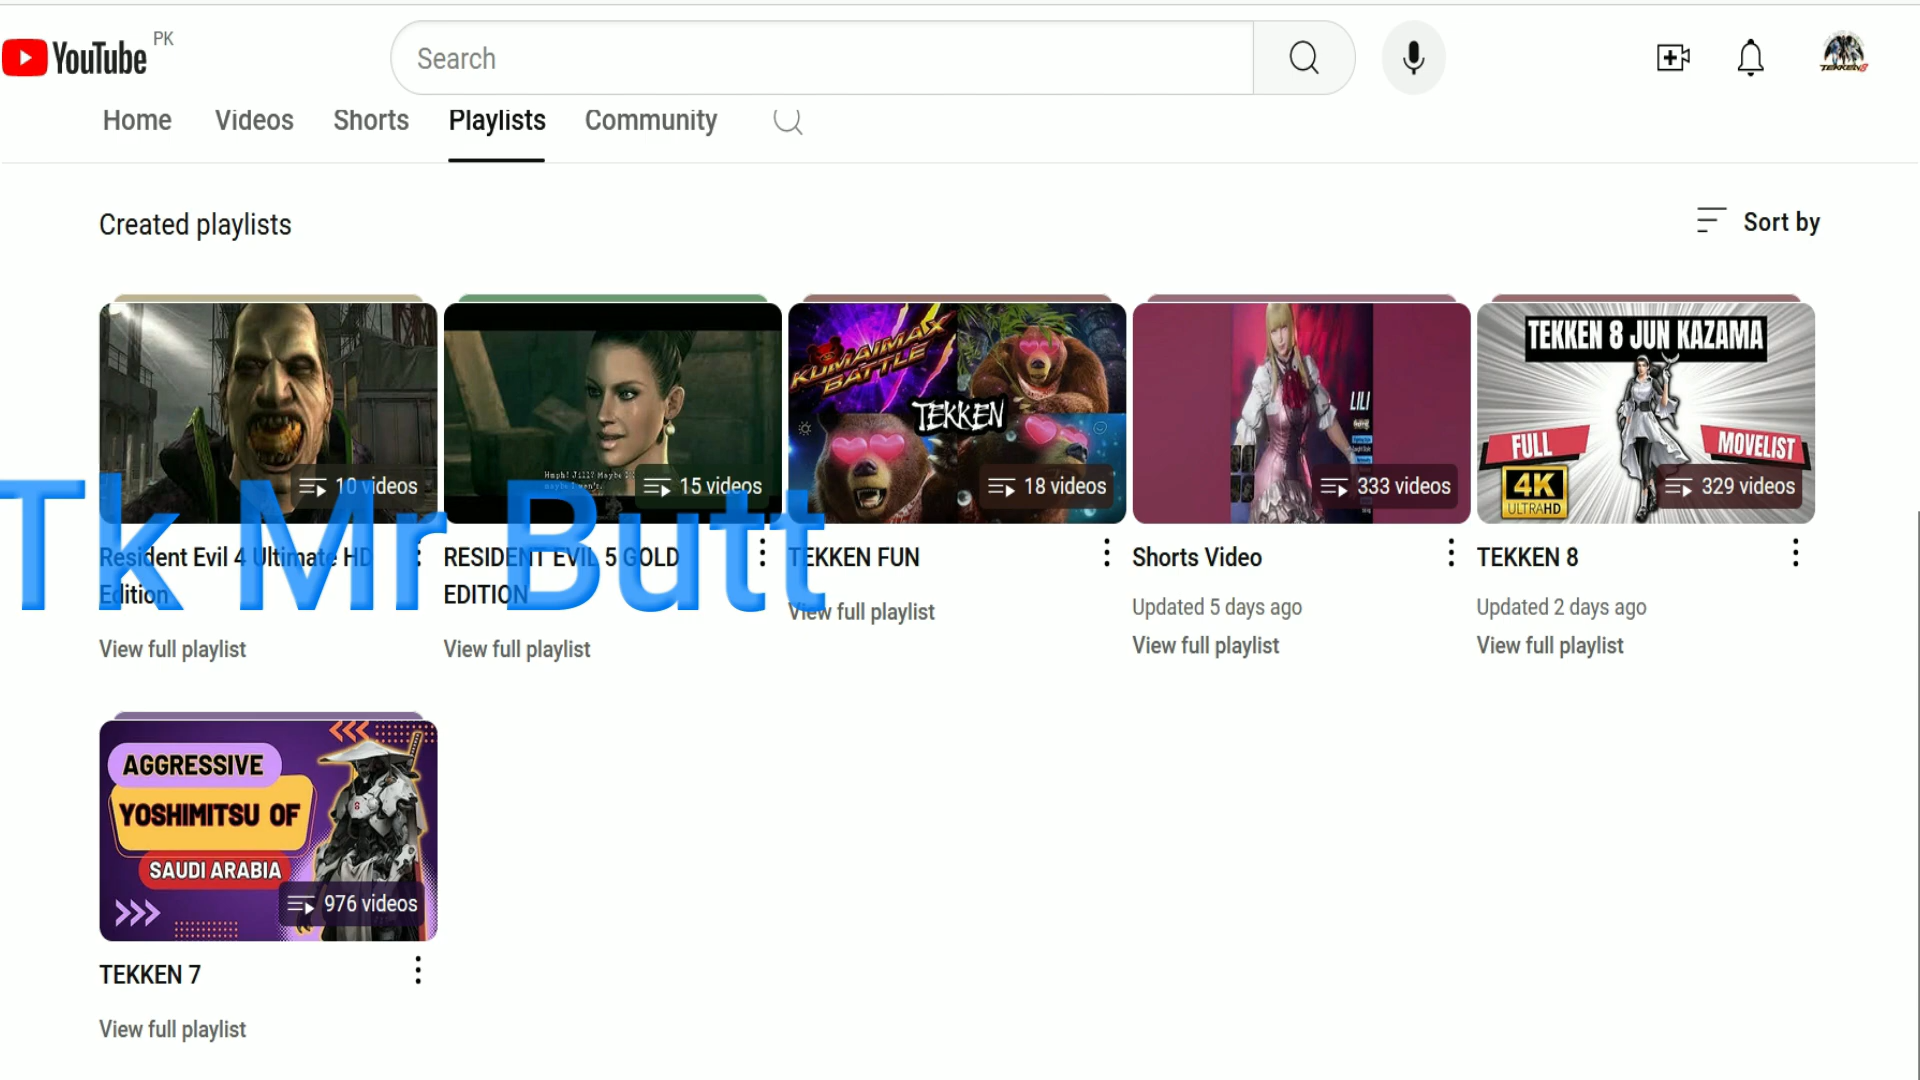 YouTube PK
Search
Home Videos Shorts Playlists Community
Created playlists
Sort by
KUMAIMAX
BATTLE
TEKKEN
LILI
TEKKEN 8 JUN KAZAMA
FULL
MOVELIST
4K
ULTRAHD
10 videos
15 videos
18 videos
333 videos
329 videos
Tk Mr Butt
Resident Evil 4 Ultimate HD
Edition
View full playlist
RESIDENT EVIL 5 GOLD
EDITION
View full playlist
TEKKEN FUN
View full playlist
Shorts Video
Updated 5 days ago
View full playlist
TEKKEN 8
Updated 2 days ago
View full playlist
AGGRESSIVE
YOSHIMITSU OF
SAUDI ARABIA
976 videos
TEKKEN 7
View full playlist